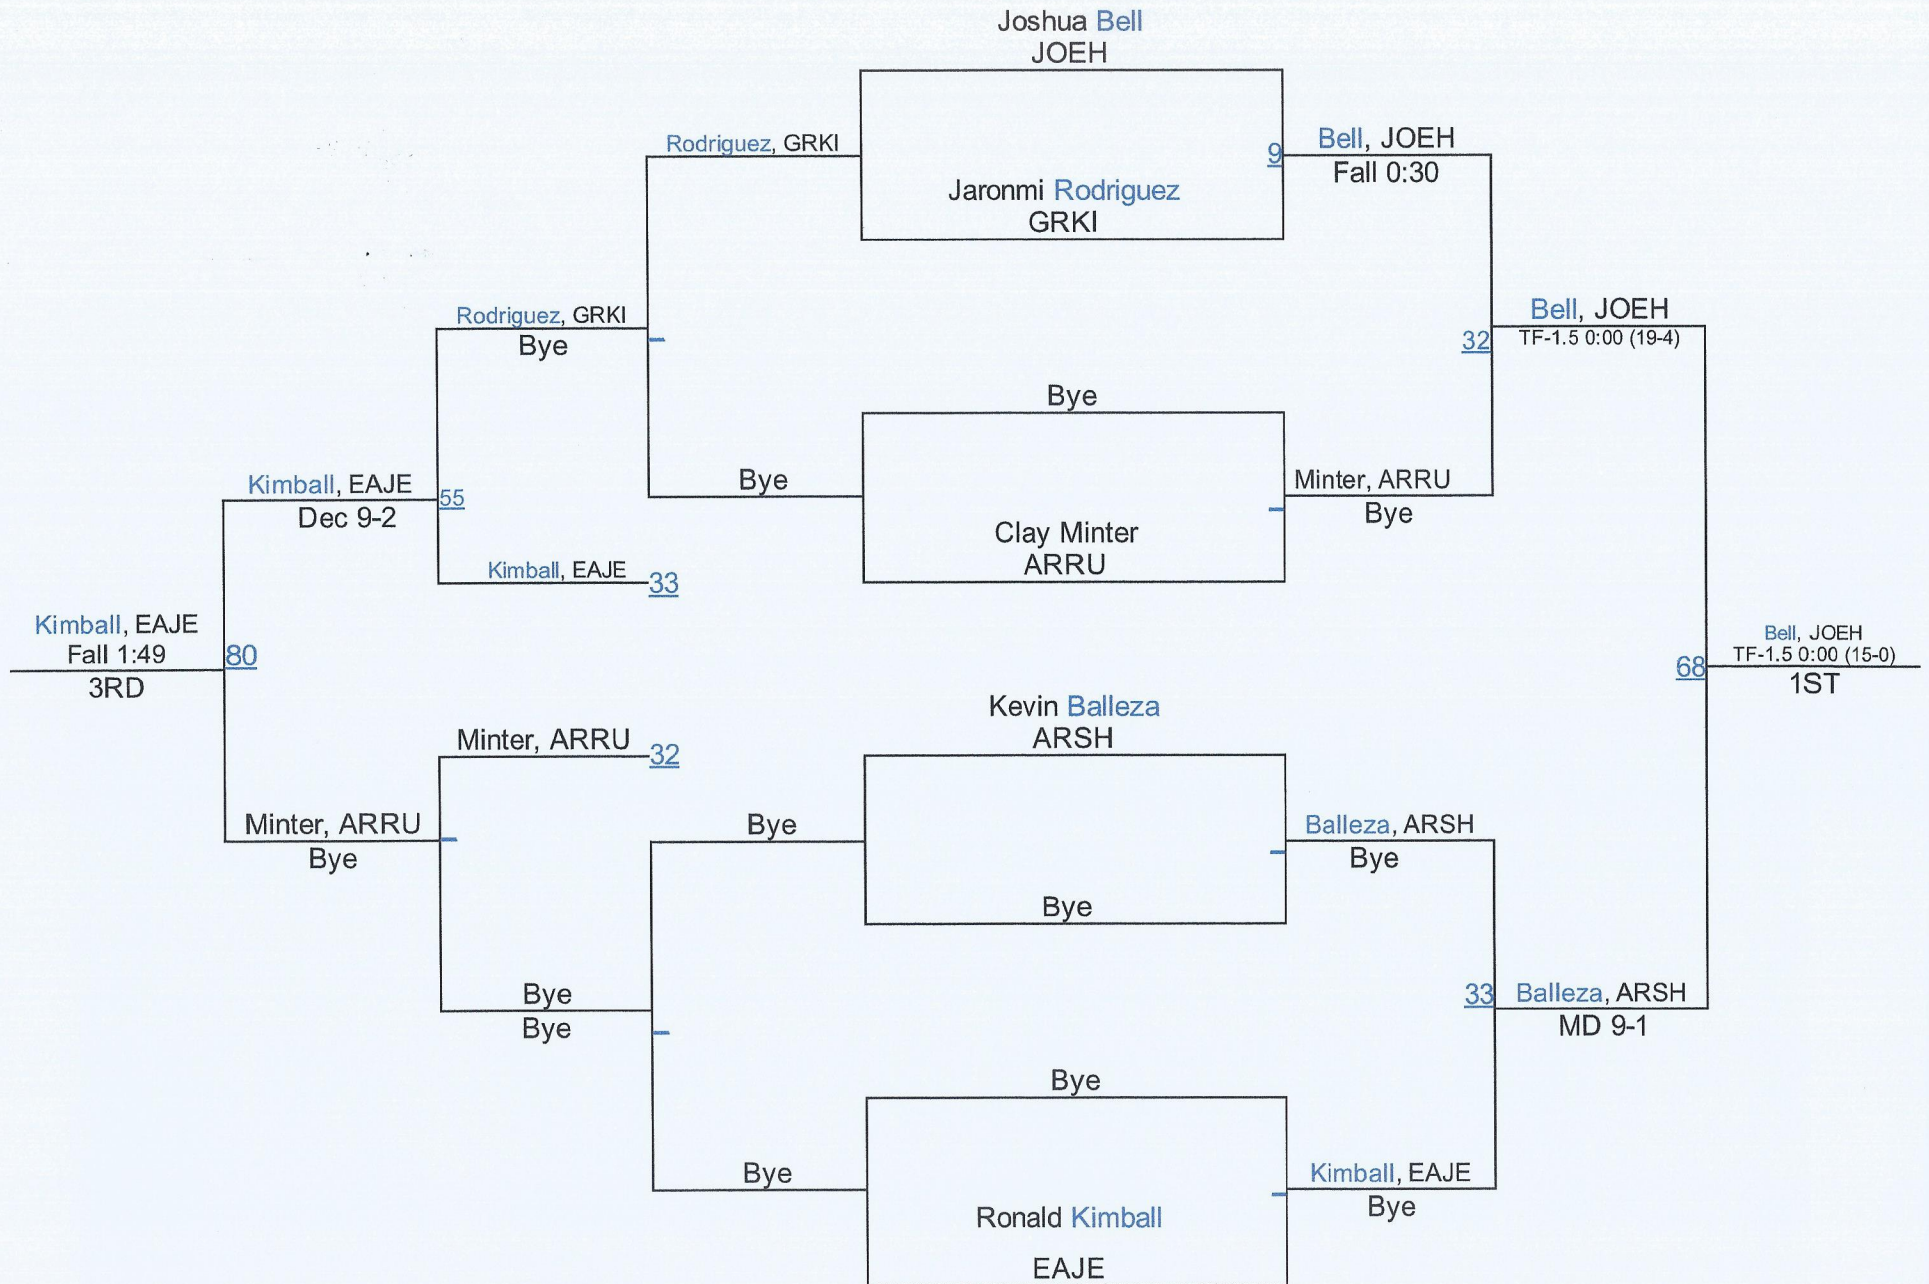 Joshua Bell
JOEH
Rodriguez, GRKI
9
Bell, JOEH
Fall 0:30
Jaronmi Rodriguez
GRKI
Rodriguez, GRKI
Bye
Bell, JOEH
32
TF-1.5 0:00 (19-4)
Bye
Kimball, EAJE
55
Dec 9-2
Bye
Minter, ARRU
Bye
Clay Minter
ARRU
Kimball, EAJE
33
Kimball, EAJE
Fall 1:49
80
3RD
Bell, JOEH
TF-1.5 0:00 (15-0)
68
1ST
Kevin Balleza
ARSH
Minter, ARRU
32
Minter, ARRU
Bye
Bye
Balleza, ARSH
Bye
Bye
Bye
Bye
33
Balleza, ARSH
MD 9-1
Bye
Bye
Kimball, EAJE
Bye
Ronald Kimball
EAJE